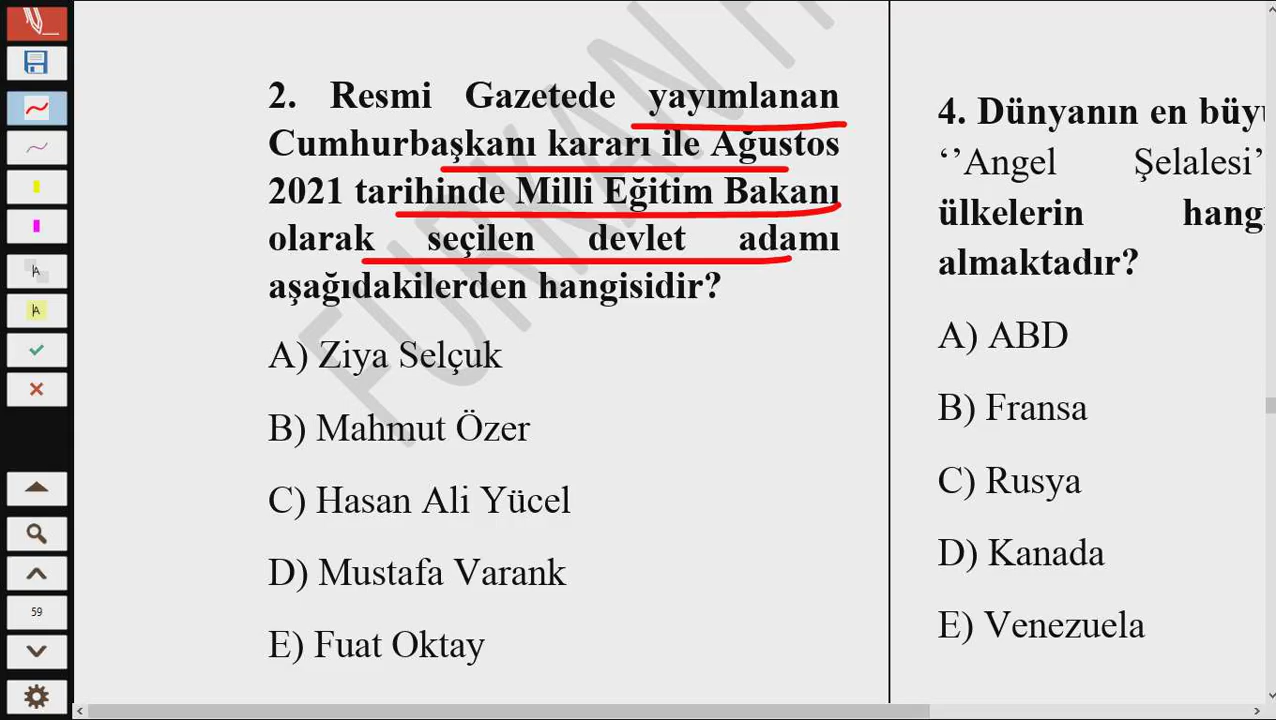 2. Resmi Gazetede yayımlanan
Cumhurbaşkanı kararı ile Ağustos
2021 tarihinde Milli Eğitim Bakanı
olarak seçilen devlet adamı
aşağıdakilerden hangisidir?
A) Ziya Selçuk
B) Mahmut Özer
C) Hasan Ali Yücel
D) Mustafa Varank
E) Fuat Oktay
4. Dünyanın en büyü
‘’Angel Şelalesi’
ülkelerin hang
almaktadır?
A) ABD
B) Fransa
C) Rusya
D) Kanada
E) Venezuela
FURKAN H
A
A
59